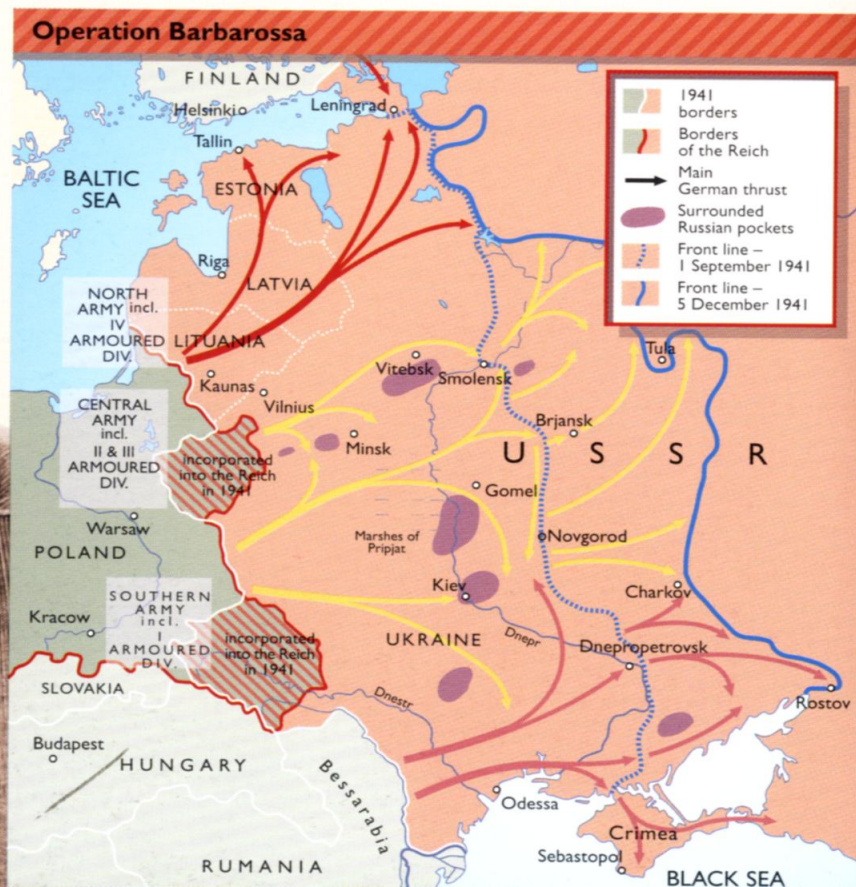 Operation Barbarossa
1941
borders
Borders
of the Reich
Main
German thrust
Surrounded
Russian pockets
Front line –
1 September 1941
Front line –
5 December 1941
FINLAND
Helsinki
Leningrad
Tallin
BALTIC
SEA
ESTONIA
Riga
LATVIA
NORTH
ARMY incl.
IV
ARMOURED
DIV.
LITUANIA
Kaunas
Vilnius
Vitebsk
Smolensk
Tula
CENTRAL
ARMY
incl.
II & III
ARMOURED
DIV.
incorporated
into the Reich
in 1941
Minsk
Brjansk
USSR
Gomel
Warsaw
POLAND
Marshes of
Pripjat
Novgorod
Kiev
Charkov
SOUTHERN
ARMY
incl.
I
ARMOURED
DIV.
Kracow
incorporated
into the Reich
in 1941
UKRAINE
Dnepr
Dnepropetrovsk
SLOVAKIA
Dnestr
Rostov
Budapest
HUNGARY
Bessarabia
Odessa
Crimea
Sebastopol
RUMANIA
BLACK SEA